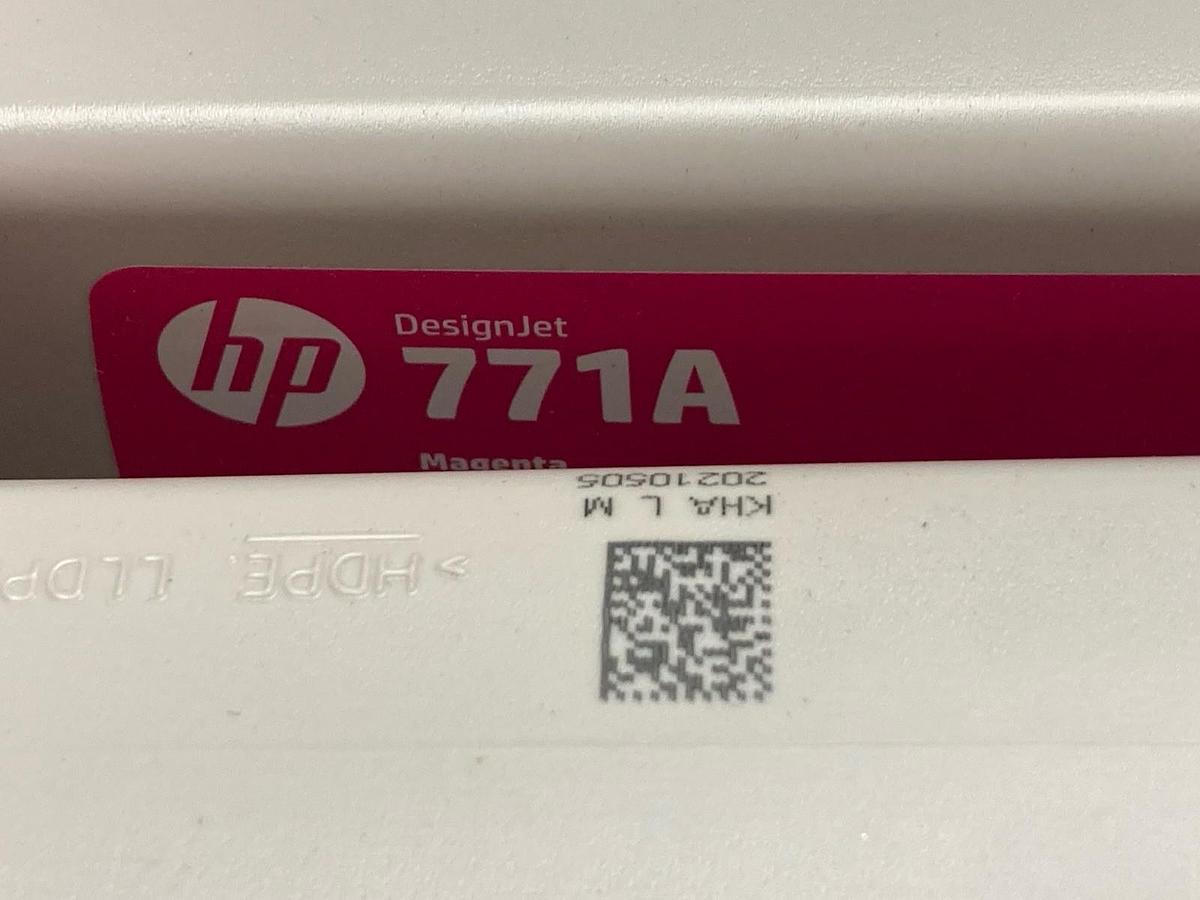 hp
DesignJet
771A
Magenta
20210505
KHA L M
>HDPE, LLDP